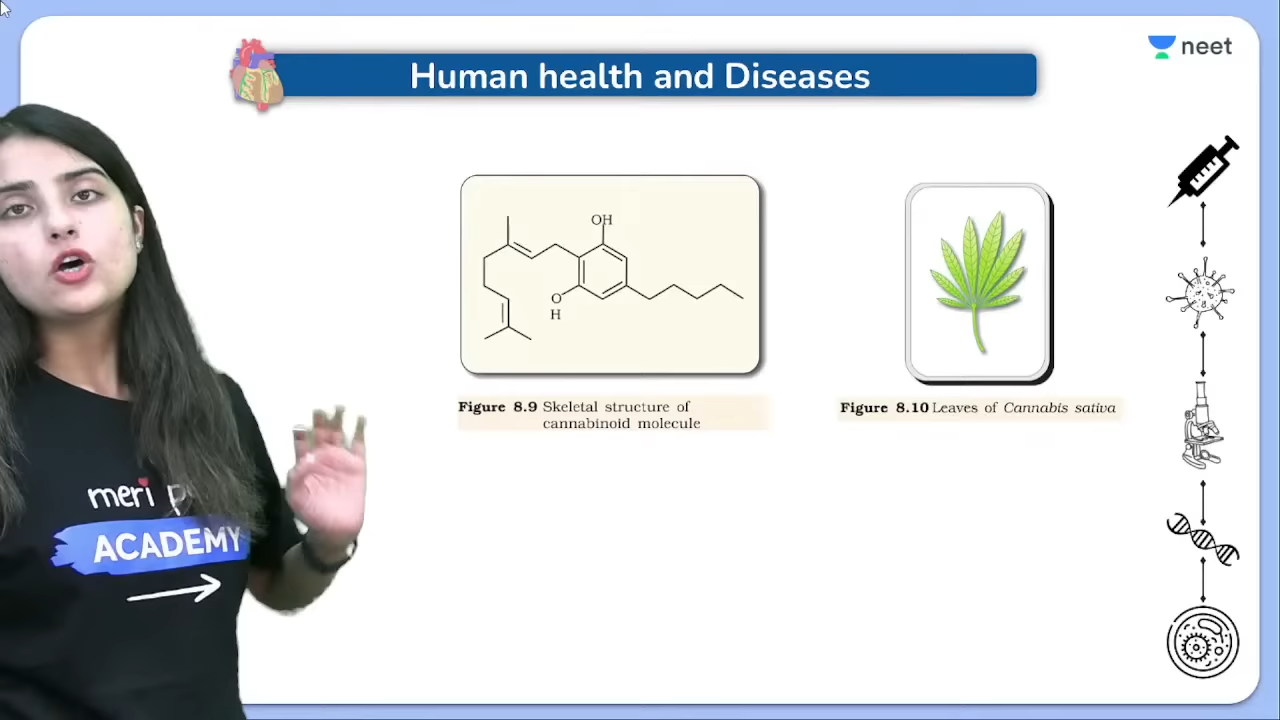 neet
Human health and Diseases
OH
O
H
Figure 8.9 Skeletal structure of
cannabinoid molecule
Figure 8.10 Leaves of Cannabis sativa
meri
ACADEMY